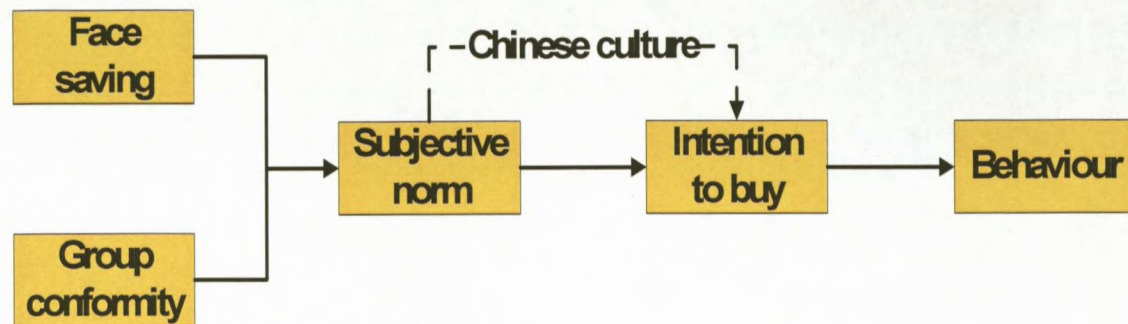 Face
saving
Chinese culture
Subjective
norm
Intention
to buy
Behaviour
Group
conformity